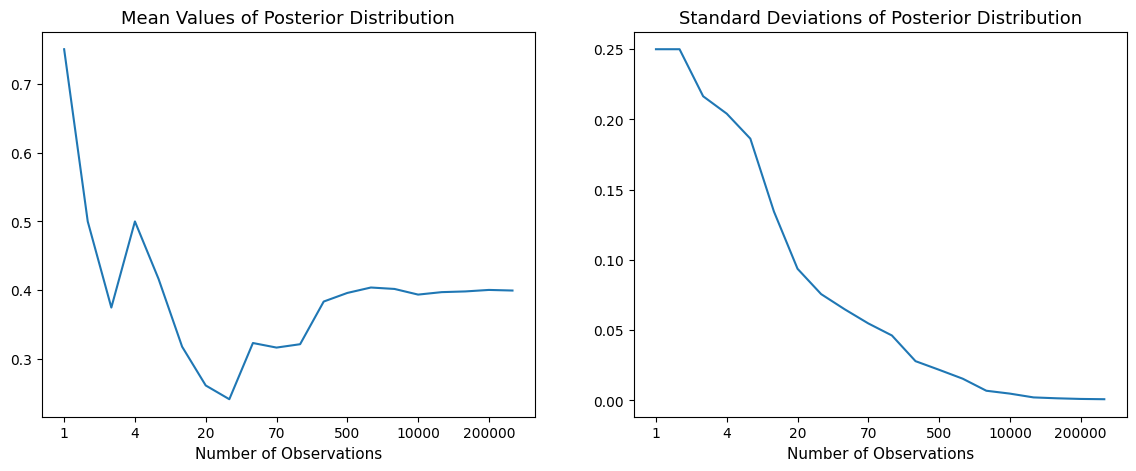 Mean Values of Posterior Distribution
0.7
0.6
0.5
0.4
0.3
1 4 20 70 500 10000 200000
Number of Observations
Standard Deviations of Posterior Distribution
0.25
0.20
0.15
0.10
0.05
0.00
1 4 20 70 500 10000 200000
Number of Observations